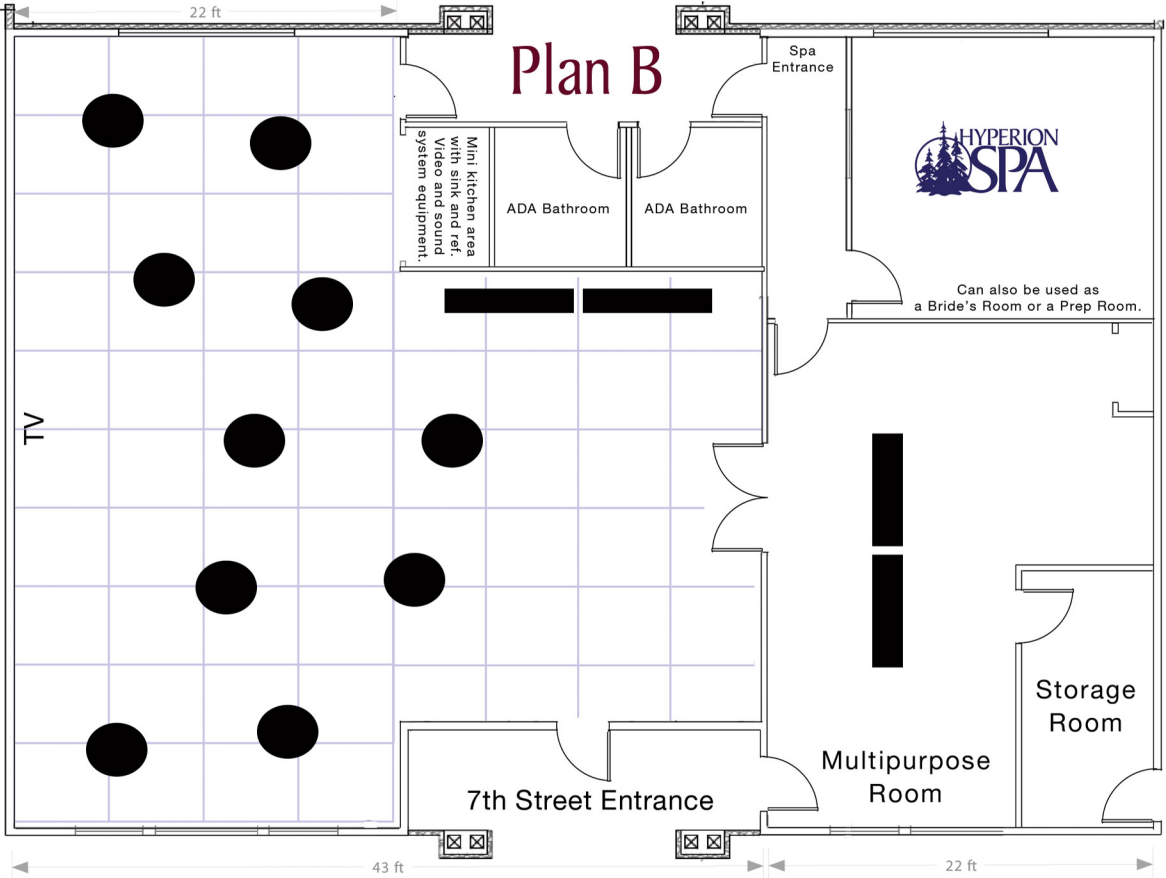 22 ft
Plan B
Spa
Entrance
Mini kitchen area
with sink and ref.
Video and sound
system equipment.
ADA Bathroom
ADA Bathroom
HYPERION
SPA
Can also be used as
a Bride's Room or a Prep Room.
TV
Storage
Room
Multipurpose
Room
7th Street Entrance
43 ft
22 ft